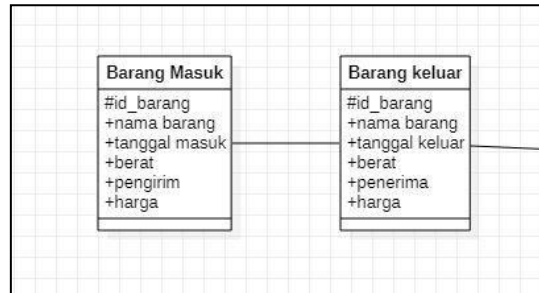 Barang Masuk
#id_barang
+nama barang
+tanggal masuk
+berat
+pengirim
+harga
Barang keluar
#id_barang
+nama barang
+tanggal keluar
+berat
+penerima
+harga